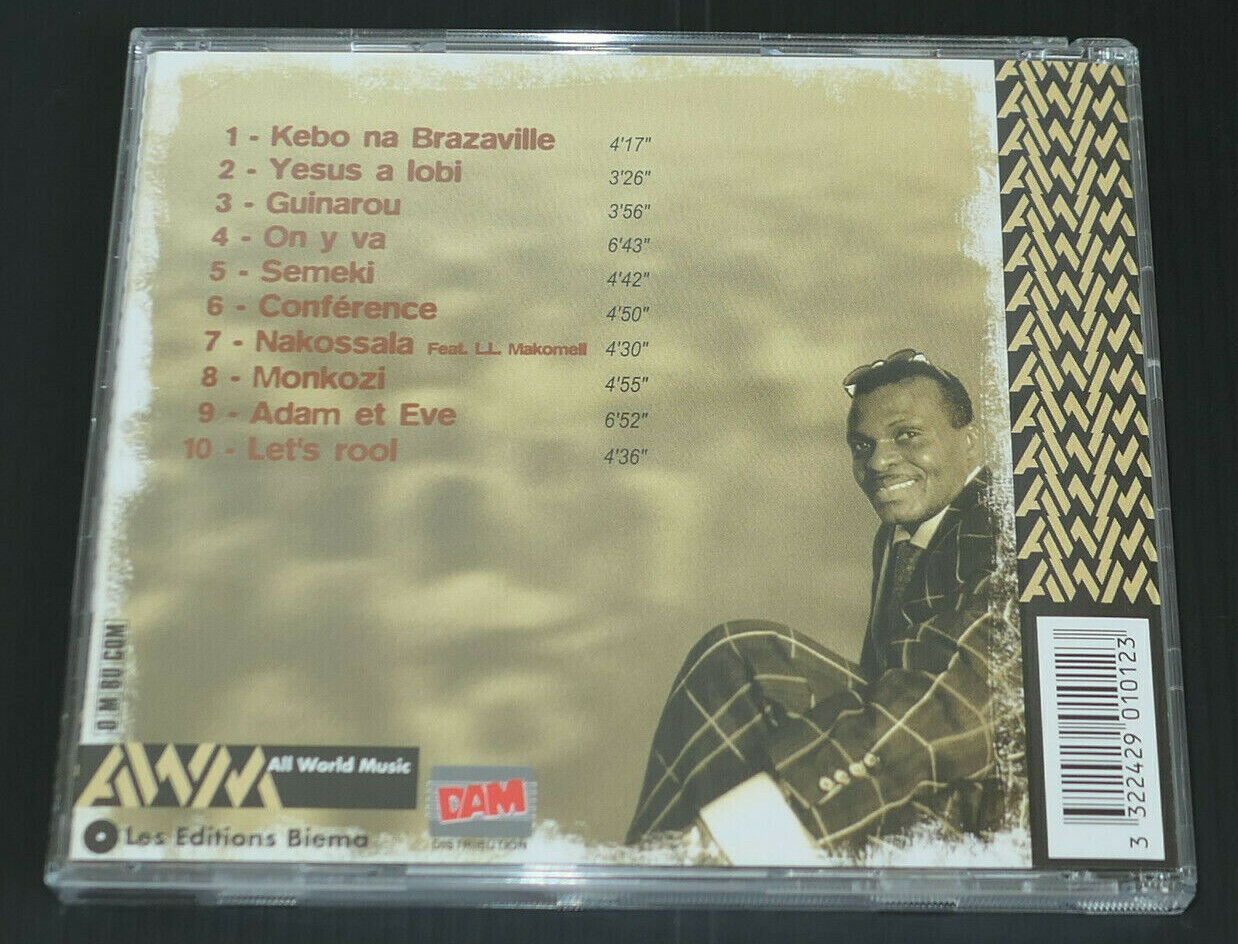 1 - Kebo na Brazaville 4'17"
2 - Yesus a lobi 3'26"
3 - Guinarou 3'56"
4 - On y va 6'43"
5 - Semeki 4'42"
6 - Conférence 4'50"
7 - Nakossala Feat. L.L. Makomeli 4'30"
8 - Monkozi 4'55"
9 - Adam et Eve 6'52"
10 - Let's rool 4'36"
AWM All World Music
DAM
DISTRIBUTION
Les Editions Biema
3 322429 010123